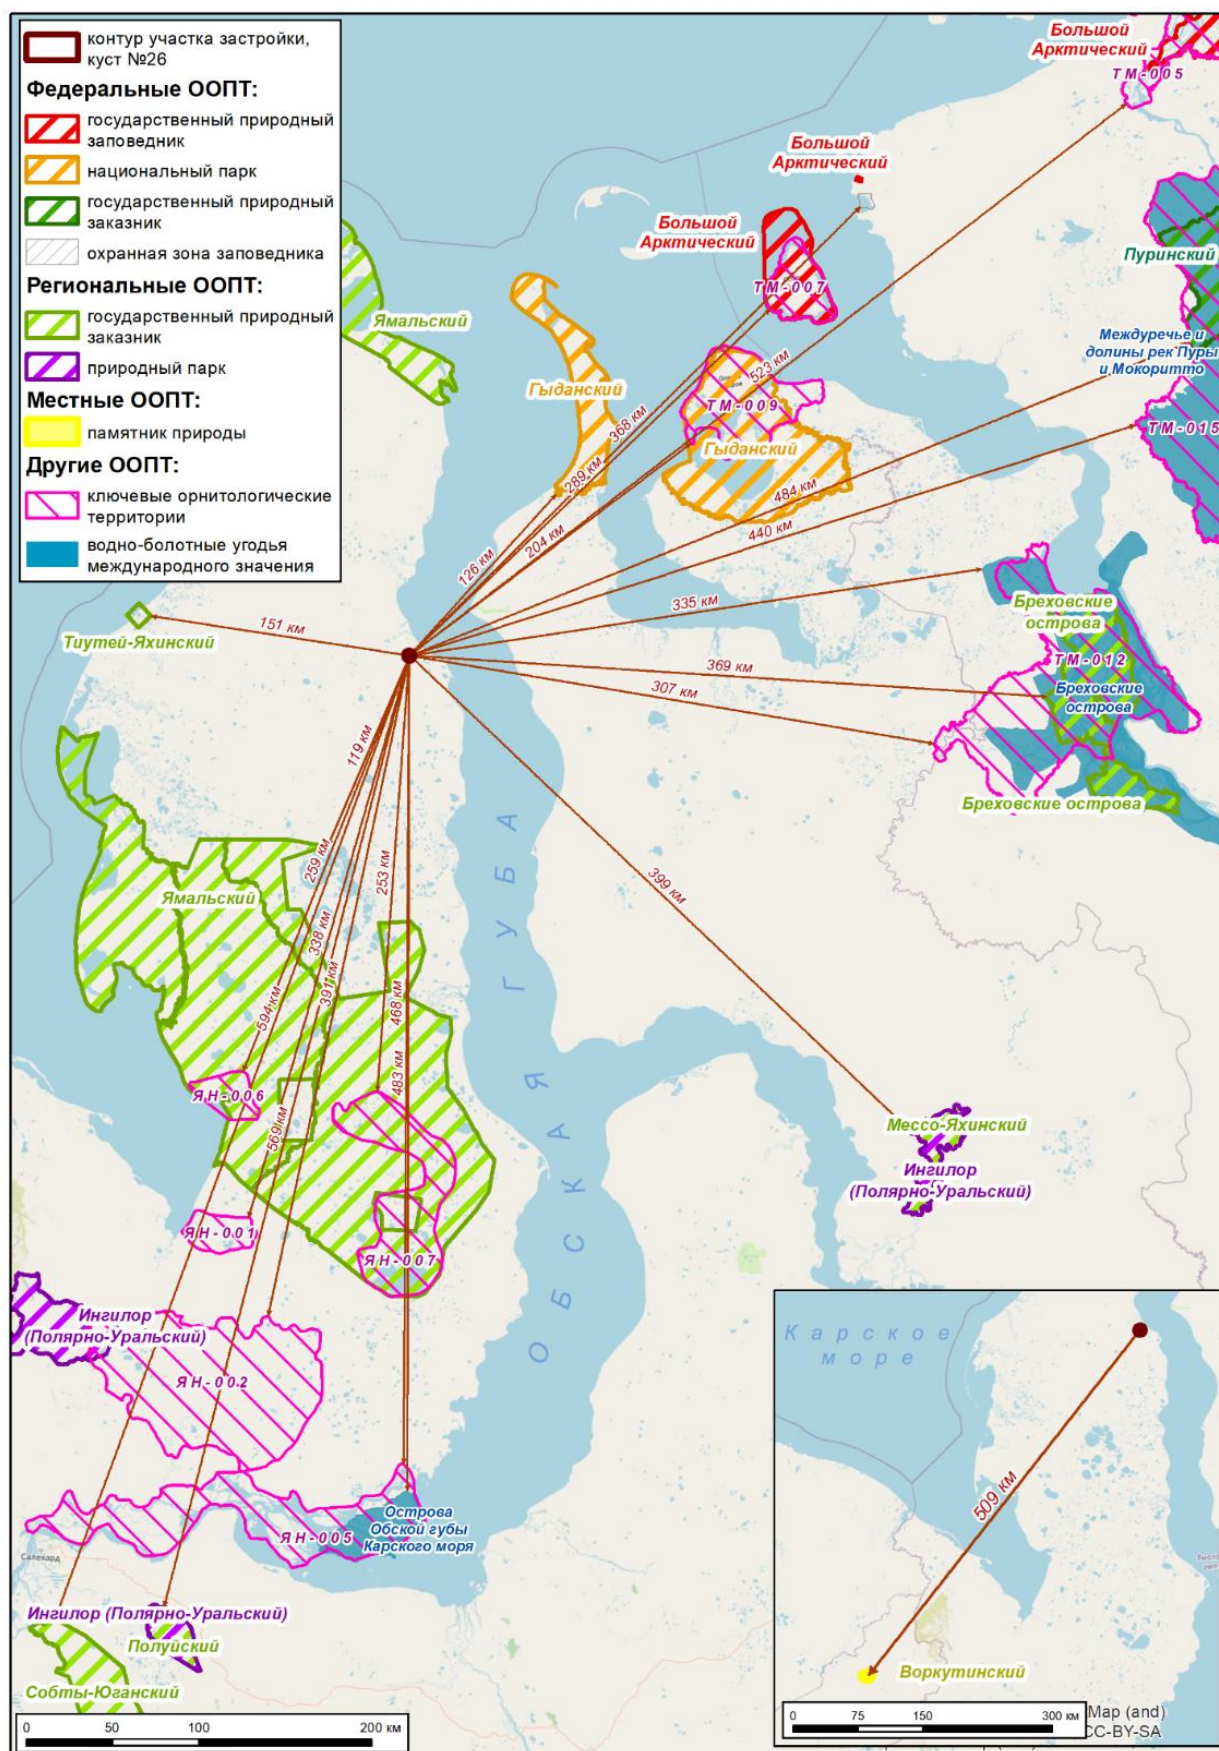 контур участка застройки,
куст №26
Федеральные ООПТ:
государственный природный
заповедник
национальный парк
государственный природный
заказник
охранная зона заповедника
Региональные ООПТ:
государственный природный
заказник
природный парк
Местные ООПТ:
памятник природы
Другие ООПТ:
ключевые орнитологические
территории
водно-болотные угодья
международного значения
Большой
Арктический
ТМ-005
Большой
Арктический
Большой
Арктический
ТМ-007
Пуринский
Ямальский
Гыданский
Междуречье и
долины рек Пуры
и Мокоритто
ТМ-009
ТМ-015
Гыданский
523 км
368 км
289 км
204 км
126 км
484 км
440 км
335 км
151 км
Тиутей-Яхинский
Бреховские
острова
ТМ-012
Бреховские
острова
369 км
307 км
Бреховские острова
119 км
259 км
253 км
399 км
Ямальский
338 км
391 км
594 км
468 км
483 км
569 км
ОБСКАЯ ГУБА
ЯН-006
Мессо-Яхинский
Ингилор
(Полярно-Уральский)
ЯН-001
ЯН-007
Ингилор
(Полярно-Уральский)
ЯН-002
Острова
Обской губы
Карского моря
ЯН-005
Салехард
Ингилор (Полярно-Уральский)
Полуйский
Собты-Юганский
0 50 100 200 км
Карское
море
509 км
Воркутинский
0 75 150 300 км
Map (and)
CC-BY-SA